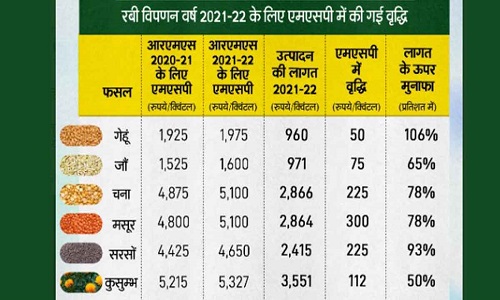 रबी विपणन वर्ष 2021-22 के लिए एमएसपी में की गई वृद्धि
फसल | आरएमएस 2020-21 के लिए एमएसपी (रुपये/क्विंटल) | आरएमएस 2021-22 के लिए एमएसपी (रुपये/क्विंटल) | उत्पादन की लागत 2021-22 (रुपये/क्विंटल) | एमएसपी में वृद्धि (रुपये/क्विंटल) | लागत के ऊपर मुनाफा (प्रतिशत में)
गेहूं 1,925 1,975 960 50 106%
जौं 1,525 1,600 971 75 65%
चना 4,875 5,100 2,866 225 78%
मसूर 4,800 5,100 2,864 300 78%
सरसों 4,425 4,650 2,415 225 93%
कुसुम्भ 5,215 5,327 3,551 112 50%